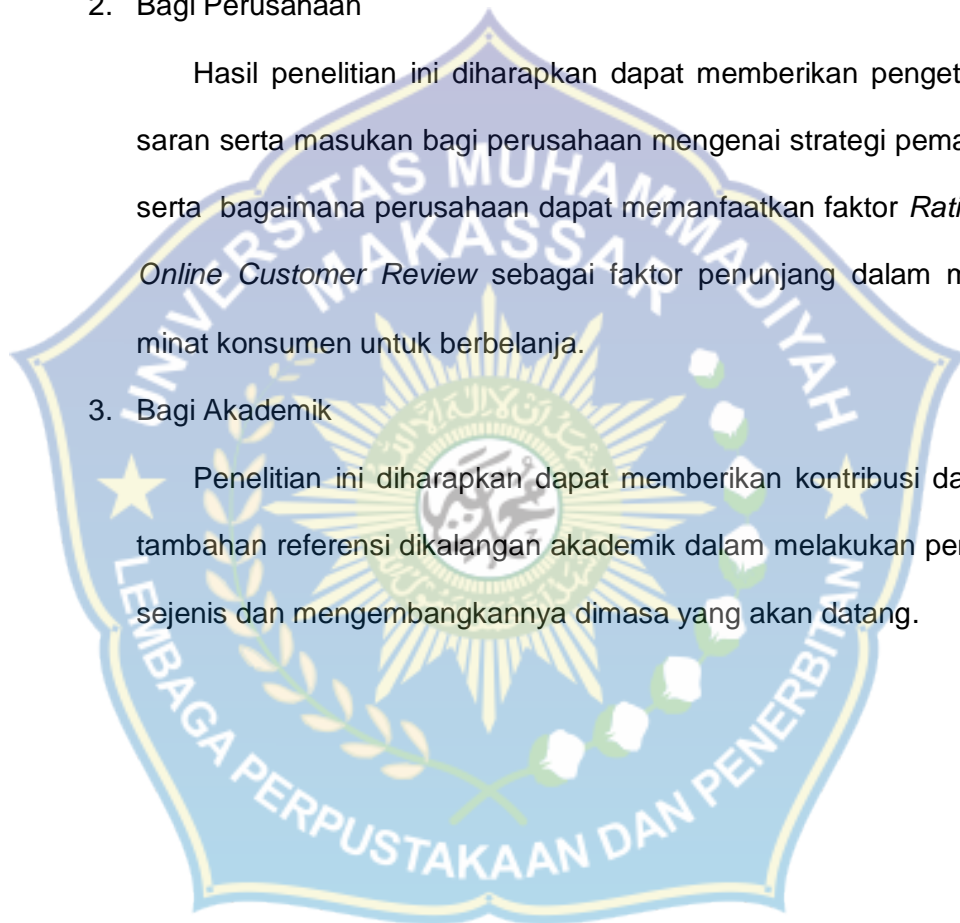 2. Bagi Perusahaan
Hasil penelitian ini diharapkan dapat memberikan penget
saran serta masukan bagi perusahaan mengenai strategi pema
serta bagaimana perusahaan dapat memanfaatkan faktor Rati
Online Customer Review sebagai faktor penunjang dalam m
minat konsumen untuk berbelanja.
3. Bagi Akademik
Penelitian ini diharapkan dapat memberikan kontribusi da
tambahan referensi dikalangan akademik dalam melakukan per
sejenis dan mengembangkannya dimasa yang akan datang.
UNIVERSITAS MUHAMMADIYAH
MAKASSAR
LEMBAGA PERPUSTAKAAN DAN PENERBITAN